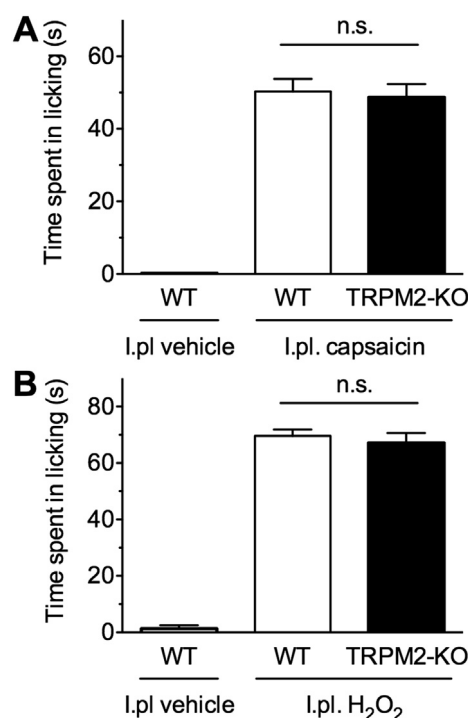 A
n.s.
Time spent in licking (s)
60
40
20
0
WT WT TRPM2-KO
I.pl vehicle I.pl. capsaicin
B
n.s.
Time spent in licking (s)
80
60
40
20
0
WT WT TRPM2-KO
I.pl vehicle I.pl. H₂O₂